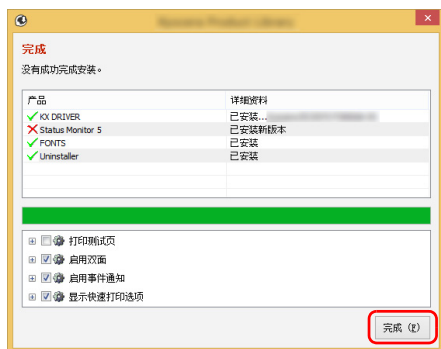 完成
没有成功完成安装。
产品 详细资料
KX DRIVER 已安装...
Status Monitor 5 已安装新版本
FONTS 已安装
Uninstaller 已安装
打印测试页
启用双面
启用事件通知
显示快速打印选项
完成 (F)